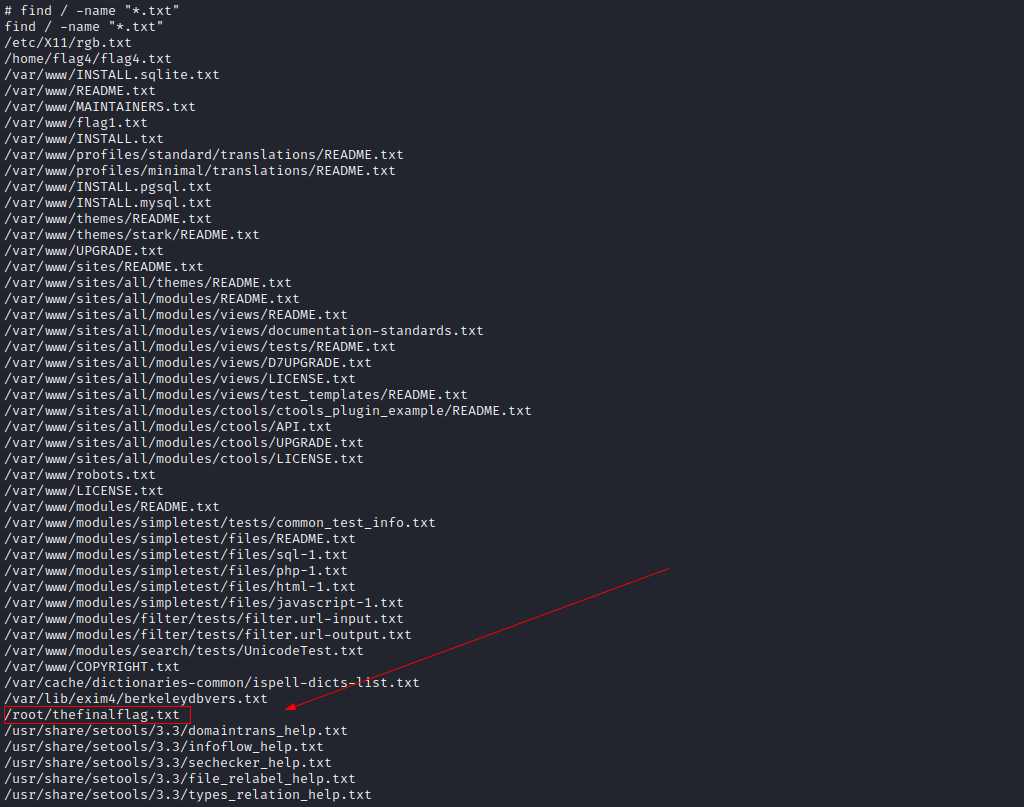 # find / -name "*.txt"
find / -name "*.txt"
/etc/X11/rgb.txt
/home/flag4/flag4.txt
/var/www/INSTALL.sqlite.txt
/var/www/README.txt
/var/www/MAINTAINERS.txt
/var/www/flag1.txt
/var/www/INSTALL.txt
/var/www/profiles/standard/translations/README.txt
/var/www/profiles/minimal/translations/README.txt
/var/www/INSTALL.pgsql.txt
/var/www/INSTALL.mysql.txt
/var/www/themes/README.txt
/var/www/themes/stark/README.txt
/var/www/UPGRADE.txt
/var/www/sites/README.txt
/var/www/sites/all/themes/README.txt
/var/www/sites/all/modules/README.txt
/var/www/sites/all/modules/views/README.txt
/var/www/sites/all/modules/views/documentation-standards.txt
/var/www/sites/all/modules/views/tests/README.txt
/var/www/sites/all/modules/views/D7UPGRADE.txt
/var/www/sites/all/modules/views/LICENSE.txt
/var/www/sites/all/modules/views/test_templates/README.txt
/var/www/sites/all/modules/ctools/ctools_plugin_example/README.txt
/var/www/sites/all/modules/ctools/API.txt
/var/www/sites/all/modules/ctools/UPGRADE.txt
/var/www/sites/all/modules/ctools/LICENSE.txt
/var/www/robots.txt
/var/www/LICENSE.txt
/var/www/modules/README.txt
/var/www/modules/simpletest/tests/common_test_info.txt
/var/www/modules/simpletest/files/README.txt
/var/www/modules/simpletest/files/sql-1.txt
/var/www/modules/simpletest/files/php-1.txt
/var/www/modules/simpletest/files/html-1.txt
/var/www/modules/simpletest/files/javascript-1.txt
/var/www/modules/filter/tests/filter.url-input.txt
/var/www/modules/filter/tests/filter.url-output.txt
/var/www/modules/search/tests/UnicodeTest.txt
/var/www/COPYRIGHT.txt
/var/cache/dictionaries-common/ispell-dicts-list.txt
/var/lib/exim4/berkeleydbvers.txt
/root/thefinalflag.txt
/usr/share/setools/3.3/domaintrans_help.txt
/usr/share/setools/3.3/infoflow_help.txt
/usr/share/setools/3.3/sechecker_help.txt
/usr/share/setools/3.3/file_relabel_help.txt
/usr/share/setools/3.3/types_relation_help.txt